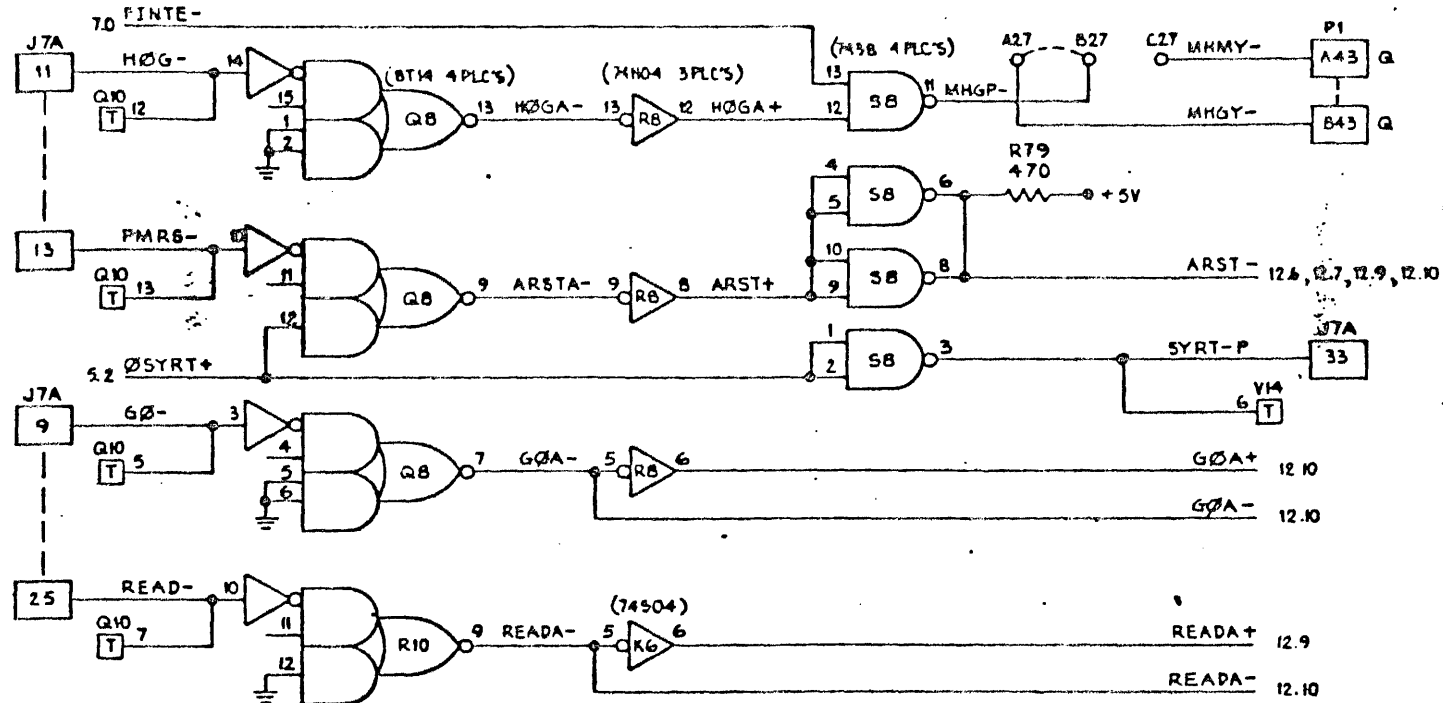 7.0 FINTE-
J7A
11 HØG- 14
Q10
T 12
15
1
2
(8T14 4 PLC'S)
Q8 13 HØGA- 13
(74H04 3 PLC'S)
R8 12 HØGA+
(7438 4 PLC'S)
13
12
S8 11 MHGP-
A27 B27 C27 MHMY-
P1
A43 Q
MHGY- B43 Q
13 PMRS- 10
Q10
T 13
11
12
Q8 9 ARSTA- 9 R8 8 ARST+
4
5
S8 6
R79
470
+5V
10
9
S8 8 ARST- 12.6, 12.7, 12.9, 12.10
5.2 ØSYRT+
1
2
S8 3 SYRT-P
J7A
33
V14
6 T
J7A
9 GØ- 3
Q10
T 5
4
5
6
Q8 7 GØA- 5 R8 6 GØA+ 12.10
GØA- 12.10
25 READ- 10
Q10
T 7
11
12
R10 9 READA- 5
(74S04)
K6 6 READA+ 12.9
READA- 12.10